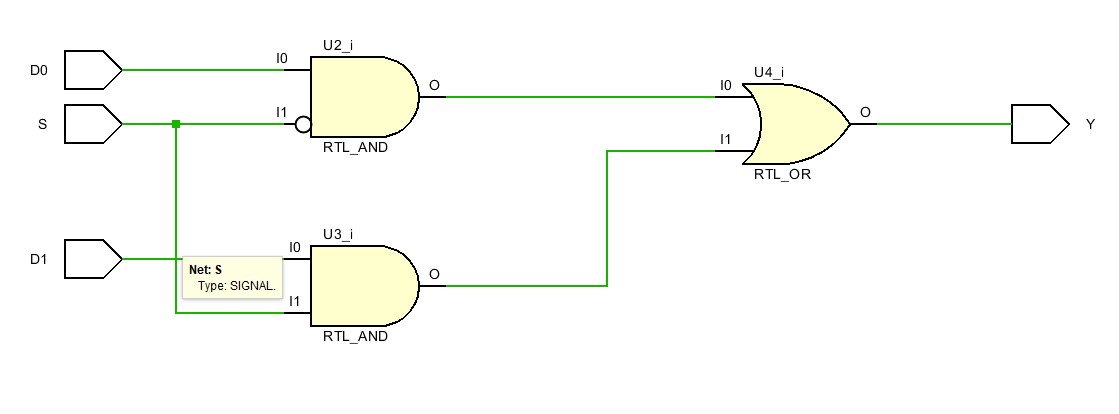 U2_i
D0
I0
O
S
I1
RTL_AND
U4_i
I0
I1
O
Y
RTL_OR
U3_i
D1
I0
O
I1
RTL_AND
Net: S
Type: SIGNAL.